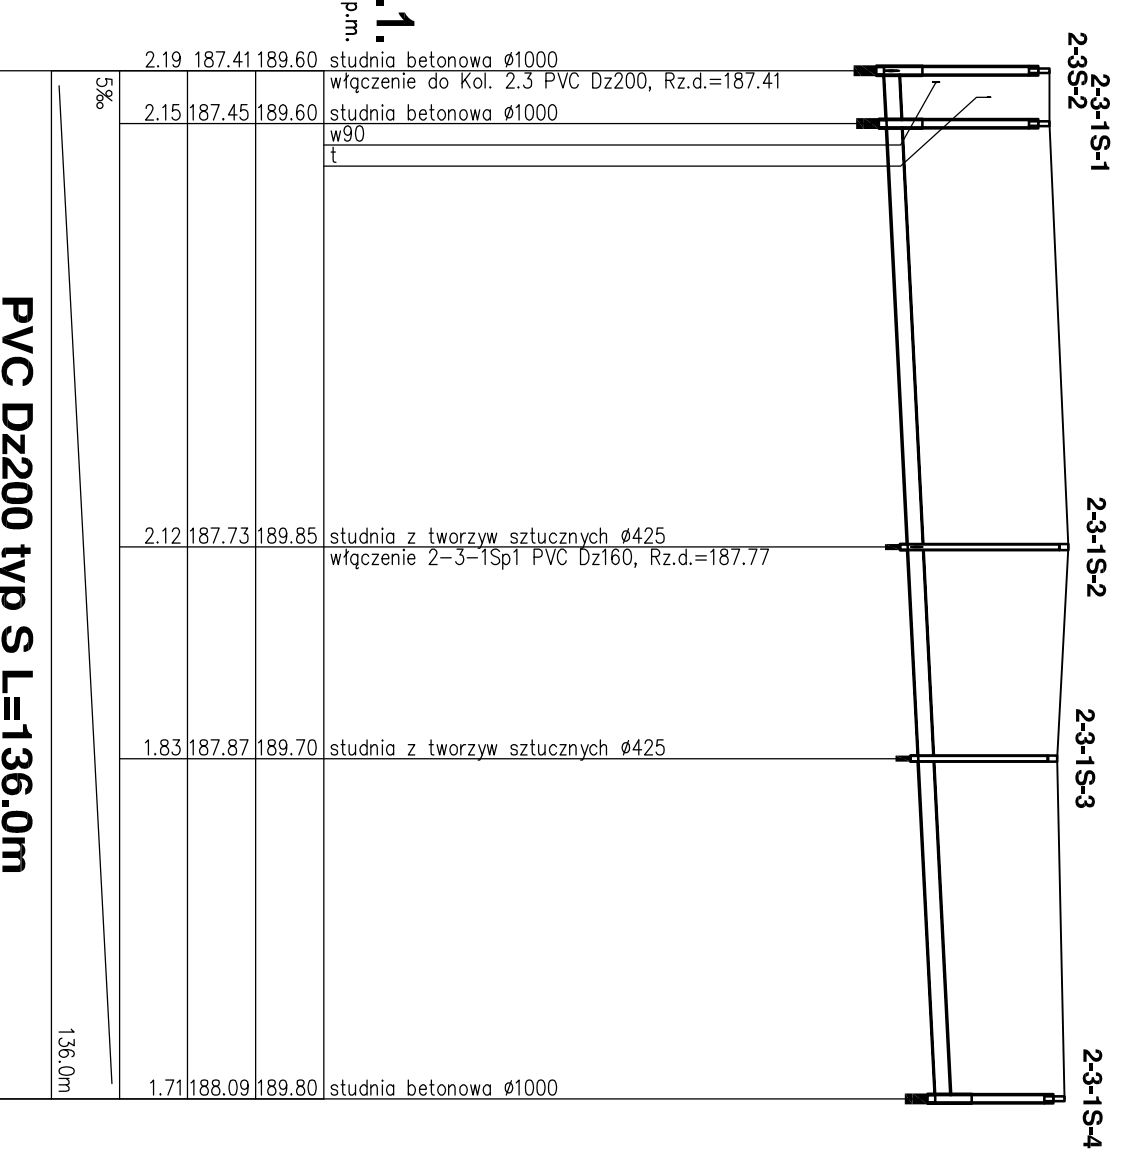 .1.
p.m.
2-3S-2
2-3-1S-1
2.19 187.41 189.60 studnia betonowa ø1000
włączenie do Kol. 2.3 PVC Dz200, Rz.d.=187.41
5‰
2.15 187.45 189.60 studnia betonowa ø1000
w90
t
2-3-1S-2
2.12 187.73 189.85 studnia z tworzyw sztucznych ø425
włączenie 2-3-1Sp1 PVC Dz160, Rz.d.=187.77
PVC Dz200 typ S L=136.0m
2-3-1S-3
1.83 187.87 189.70 studnia z tworzyw sztucznych ø425
136.0m
2-3-1S-4
1.71 188.09 189.80 studnia betonowa ø1000